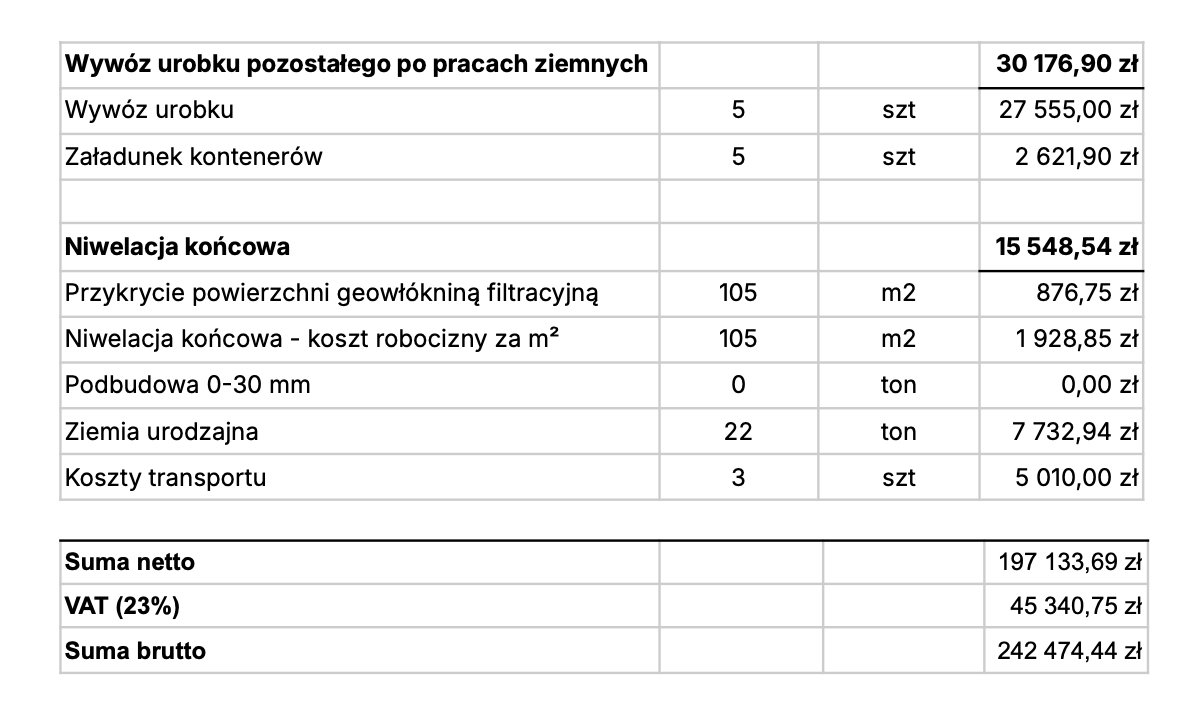 Wywóz urobku pozostałego po pracach ziemnych 30 176,90 zł
Wywóz urobku 5 szt 27 555,00 zł
Załadunek kontenerów 5 szt 2 621,90 zł
Niwelacja końcowa 15 548,54 zł
Przykrycie powierzchni geowłókniną filtracyjną 105 m2 876,75 zł
Niwelacja końcowa - koszt robocizny za m² 105 m2 1 928,85 zł
Podbudowa 0-30 mm 0 ton 0,00 zł
Ziemia urodzajna 22 ton 7 732,94 zł
Koszty transportu 3 szt 5 010,00 zł
Suma netto 197 133,69 zł
VAT (23%) 45 340,75 zł
Suma brutto 242 474,44 zł